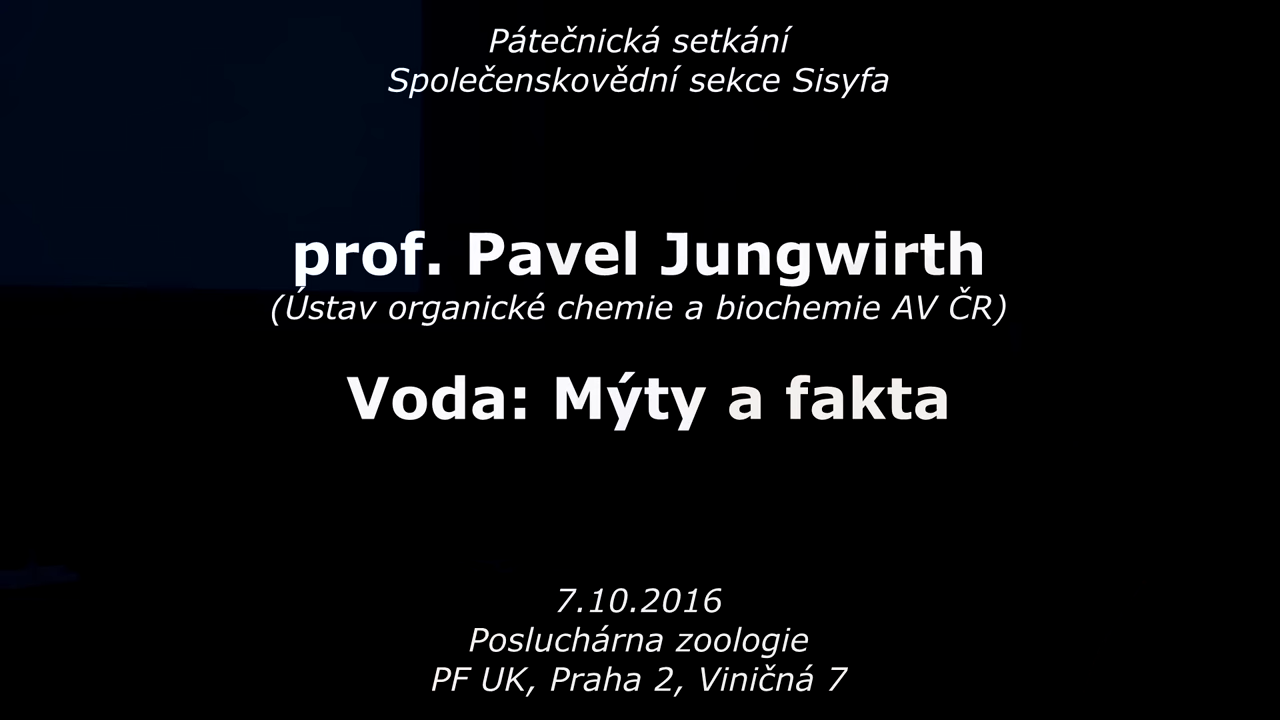 Pátečnická setkání
Společenskovědní sekce Sisyfa
prof. Pavel Jungwirth
(Ústav organické chemie a biochemie AV ČR)
Voda: Mýty a fakta
7.10.2016
Posluchárna zoologie
PF UK, Praha 2, Viničná 7